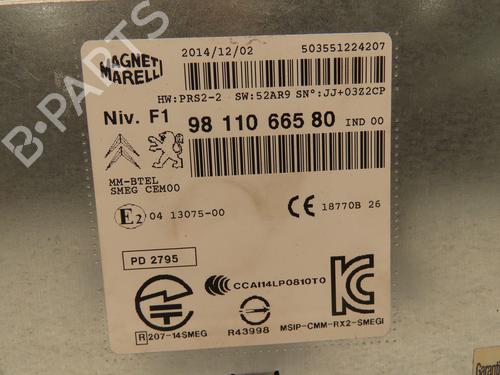 MAGNETI MARELLI
2014/12/02 503551224207
HW:PRS2-2 SW:52AR9 SN°:JJ+03Z2CP
Niv. F1 98 110 665 80 IND 00
MM-BTEL
SMEG CEM00
E2 04 13075-00 CE 18770B 26
PD 2795
CCAI14LP0810T0
R 207-14SMEG R43998 MSIP-CMM-RX2-SMEGI
Garantie
B-PARTS